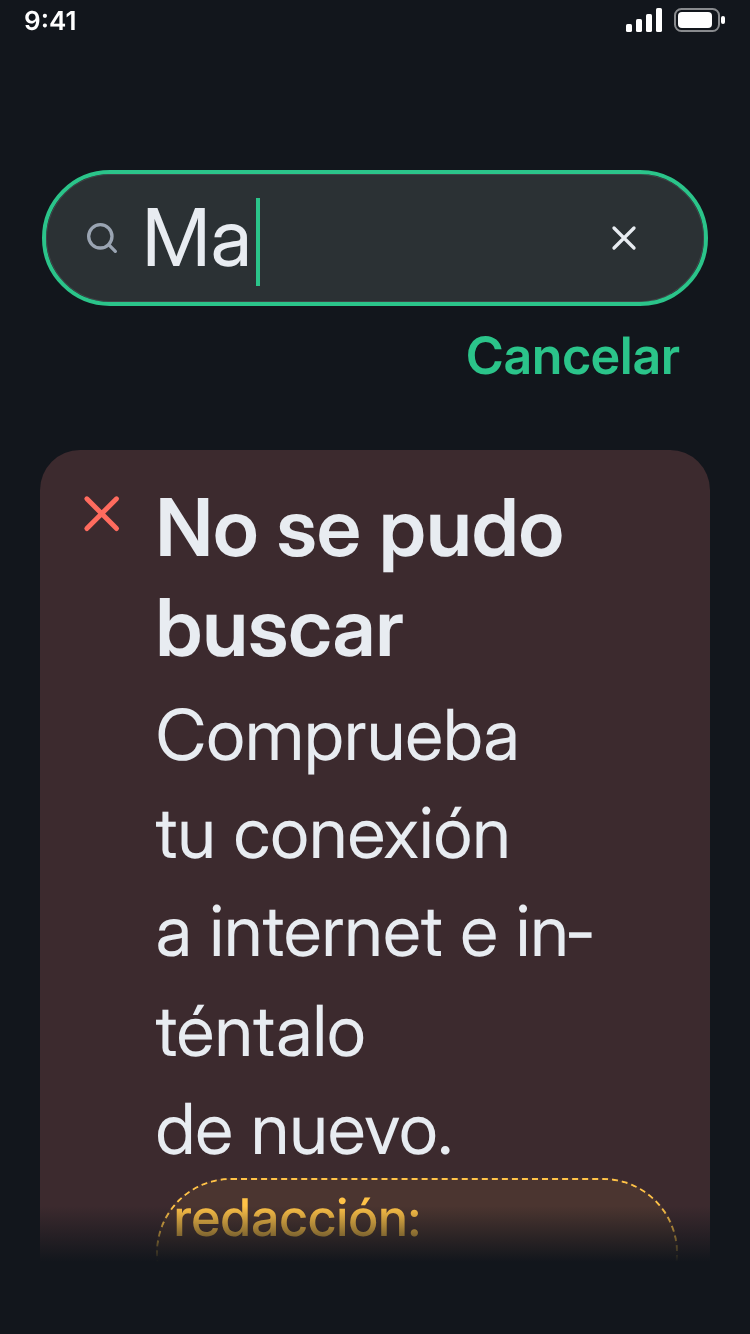 9:41
Ma
Cancelar
No se pudo
buscar
Comprueba
tu conexión
a internet e in-
téntalo
de nuevo.
redacción: